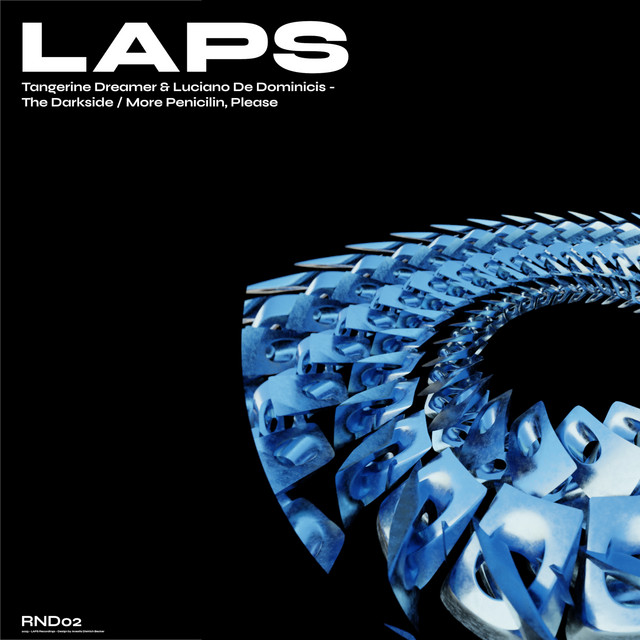 LAPS
Tangerine Dreamer & Luciano De Dominicis -
The Darkside / More Penicilin, Please
RND02